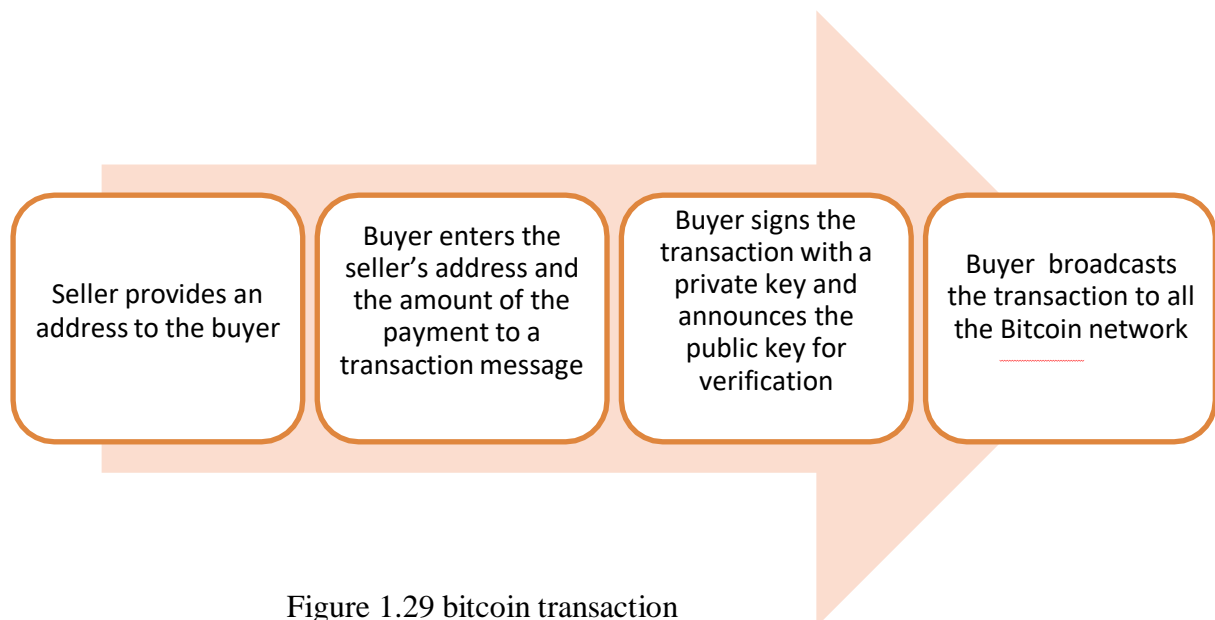 Seller provides an
address to the buyer
Buyer enters the
seller’s address and
the amount of the
payment to a
transaction message
Buyer signs the
transaction with a
private key and
announces the
public key for
verification
Buyer  broadcasts
the transaction to all
the Bitcoin network
Figure 1.29 bitcoin transaction